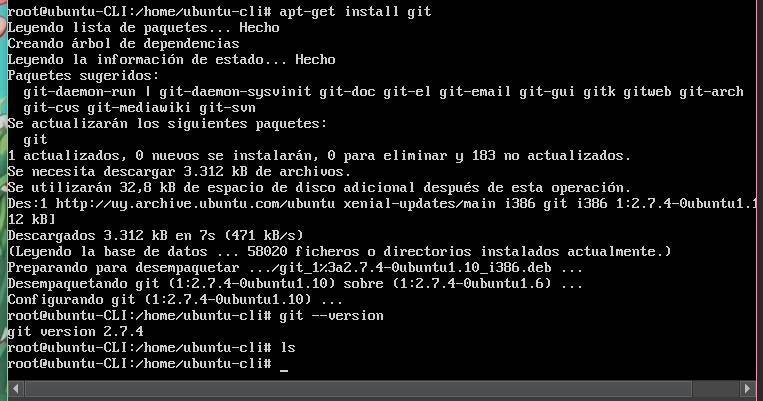 root@ubuntu-CLI:/home/ubuntu-cli# apt-get install git
Leyendo lista de paquetes... Hecho
Creando árbol de dependencias
Leyendo la información de estado... Hecho
Paquetes sugeridos:
  git-daemon-run | git-daemon-sysvinit git-doc git-el git-email git-gui gitk gitweb git-arch
  git-cvs git-mediawiki git-svn
Se actualizarán los siguientes paquetes:
  git
1 actualizados, 0 nuevos se instalarán, 0 para eliminar y 183 no actualizados.
Se necesita descargar 3.312 kB de archivos.
Se utilizarán 32,8 kB de espacio de disco adicional después de esta operación.
Des:1 http://uy.archive.ubuntu.com/ubuntu xenial-updates/main i386 git i386 1:2.7.4-0ubuntu1.1
12 kB]
Descargados 3.312 kB en 7s (471 kB/s)
(Leyendo la base de datos ... 58020 ficheros o directorios instalados actualmente.)
Preparando para desempaquetar .../git_1%3a2.7.4-0ubuntu1.10_i386.deb ...
Desempaquetando git (1:2.7.4-0ubuntu1.10) sobre (1:2.7.4-0ubuntu1.6) ...
Configurando git (1:2.7.4-0ubuntu1.10) ...
root@ubuntu-CLI:/home/ubuntu-cli# git --version
git version 2.7.4
root@ubuntu-CLI:/home/ubuntu-cli# ls
root@ubuntu-CLI:/home/ubuntu-cli# _